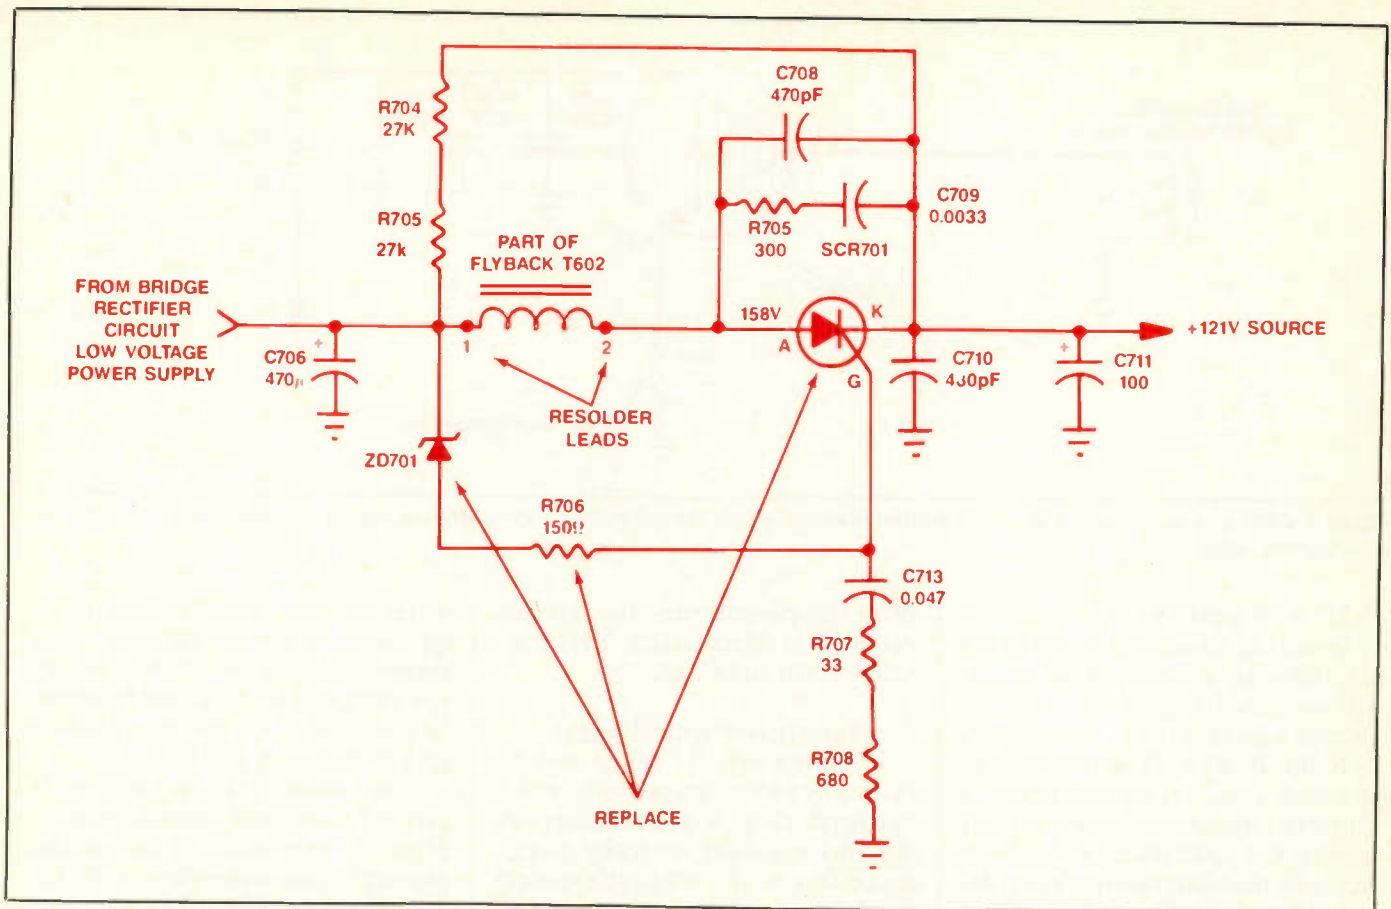 C708
470pF
R704
27K
C709
0.0033
R705
27k
R705
300
SCR701
PART OF
FLYBACK T602
FROM BRIDGE
RECTIFIER
CIRCUIT
LOW VOLTAGE
POWER SUPPLY
158V
K
+121V SOURCE
+
C706
470µ
1
2
A
G
C710
+
C711
100
RESOLDER
LEADS
ZD701
R706
150Ω
C713
0.047
R707
33
R708
680
REPLACE